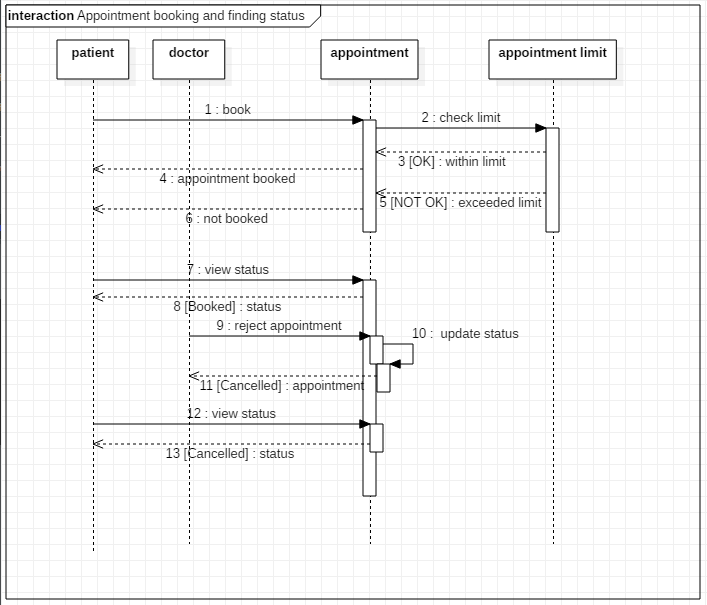 interaction Appointment booking and finding status
patient
doctor
appointment
appointment limit
1 : book
2 : check limit
3 [OK] : within limit
4 : appointment booked
5 [NOT OK] : exceeded limit
6 : not booked
7 : view status
8 [Booked] : status
9 : reject appointment
10 : update status
11 [Cancelled] : appointment
12 : view status
13 [Cancelled] : status